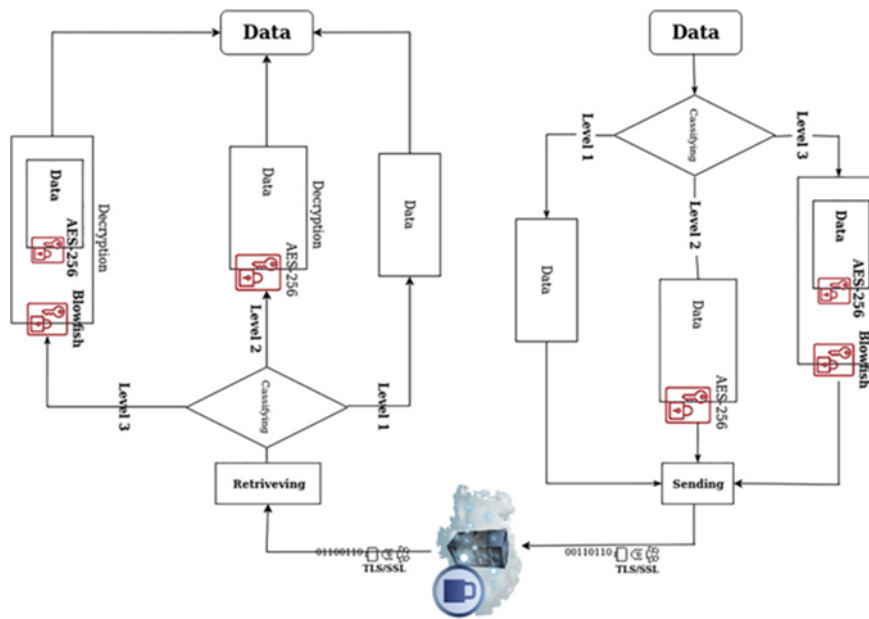 Data
Decryption
Data
AES-256
Blowfish
Level 3
Decryption
Data
AES-256
Level 2
Data
Level 1
Cassifying
Retriveving
01100110
TLS/SSL
Data
Cassifying
Level 1
Level 2
Level 3
Data
Data
AES-256
Data
AES-256
Blowfish
Sending
00110110
TLS/SSL